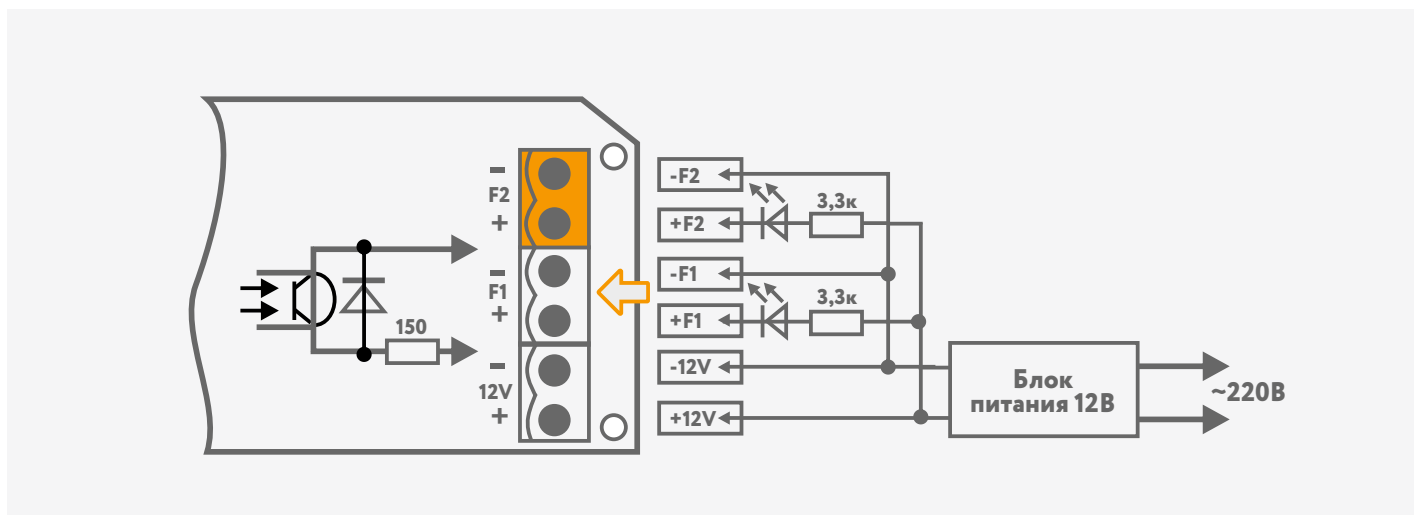 −
F2
+
−
F1
+
−
12V
+
150
-F2
+F2
3,3к
-F1
+F1
3,3к
-12V
+12V
Блок
питания 12В
~220В